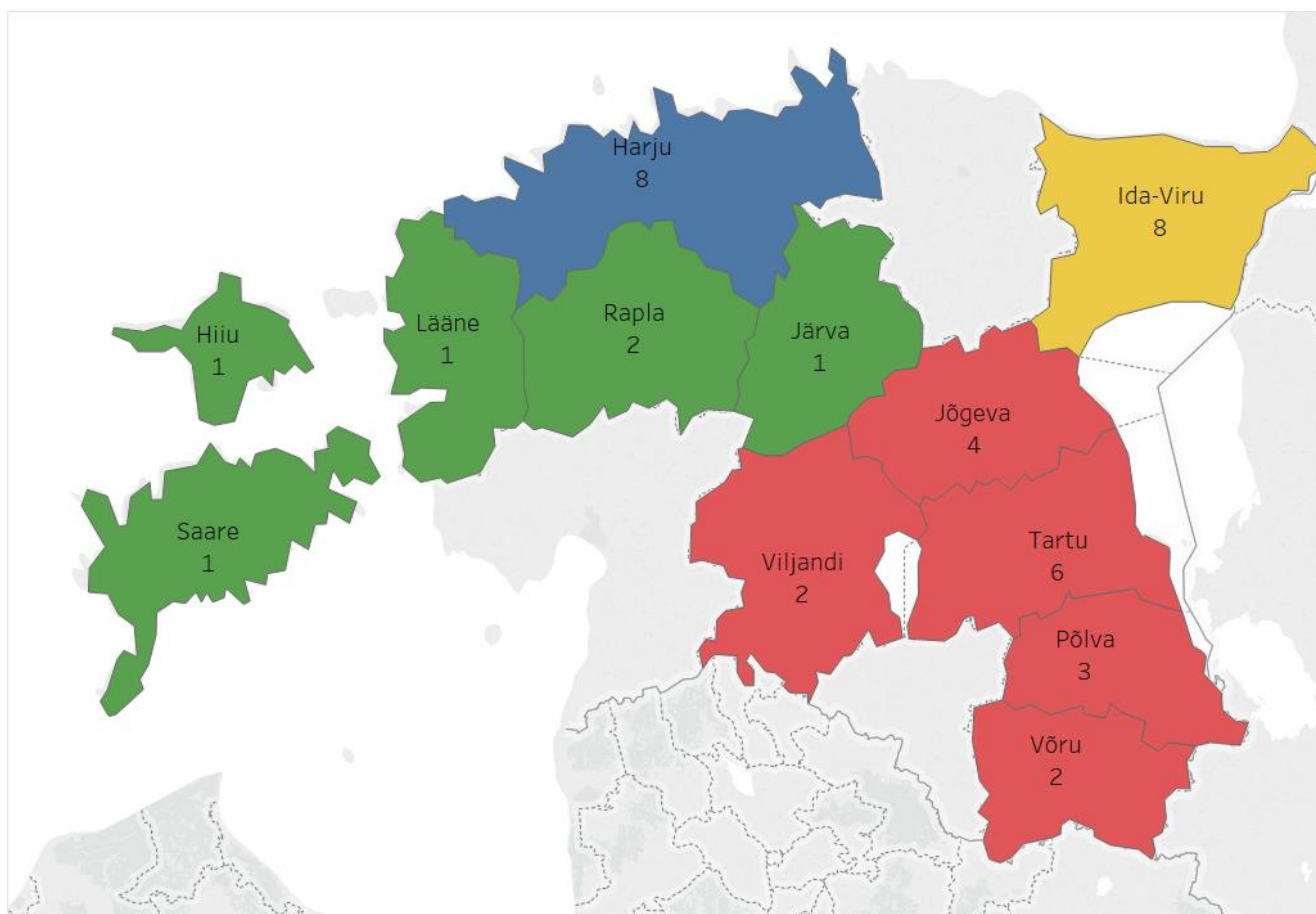 Harju
8
Ida-Viru
8
Hiiu
1
Lääne
1
Rapla
2
Järva
1
Jõgeva
4
Saare
1
Viljandi
2
Tartu
6
Põlva
3
Võru
2